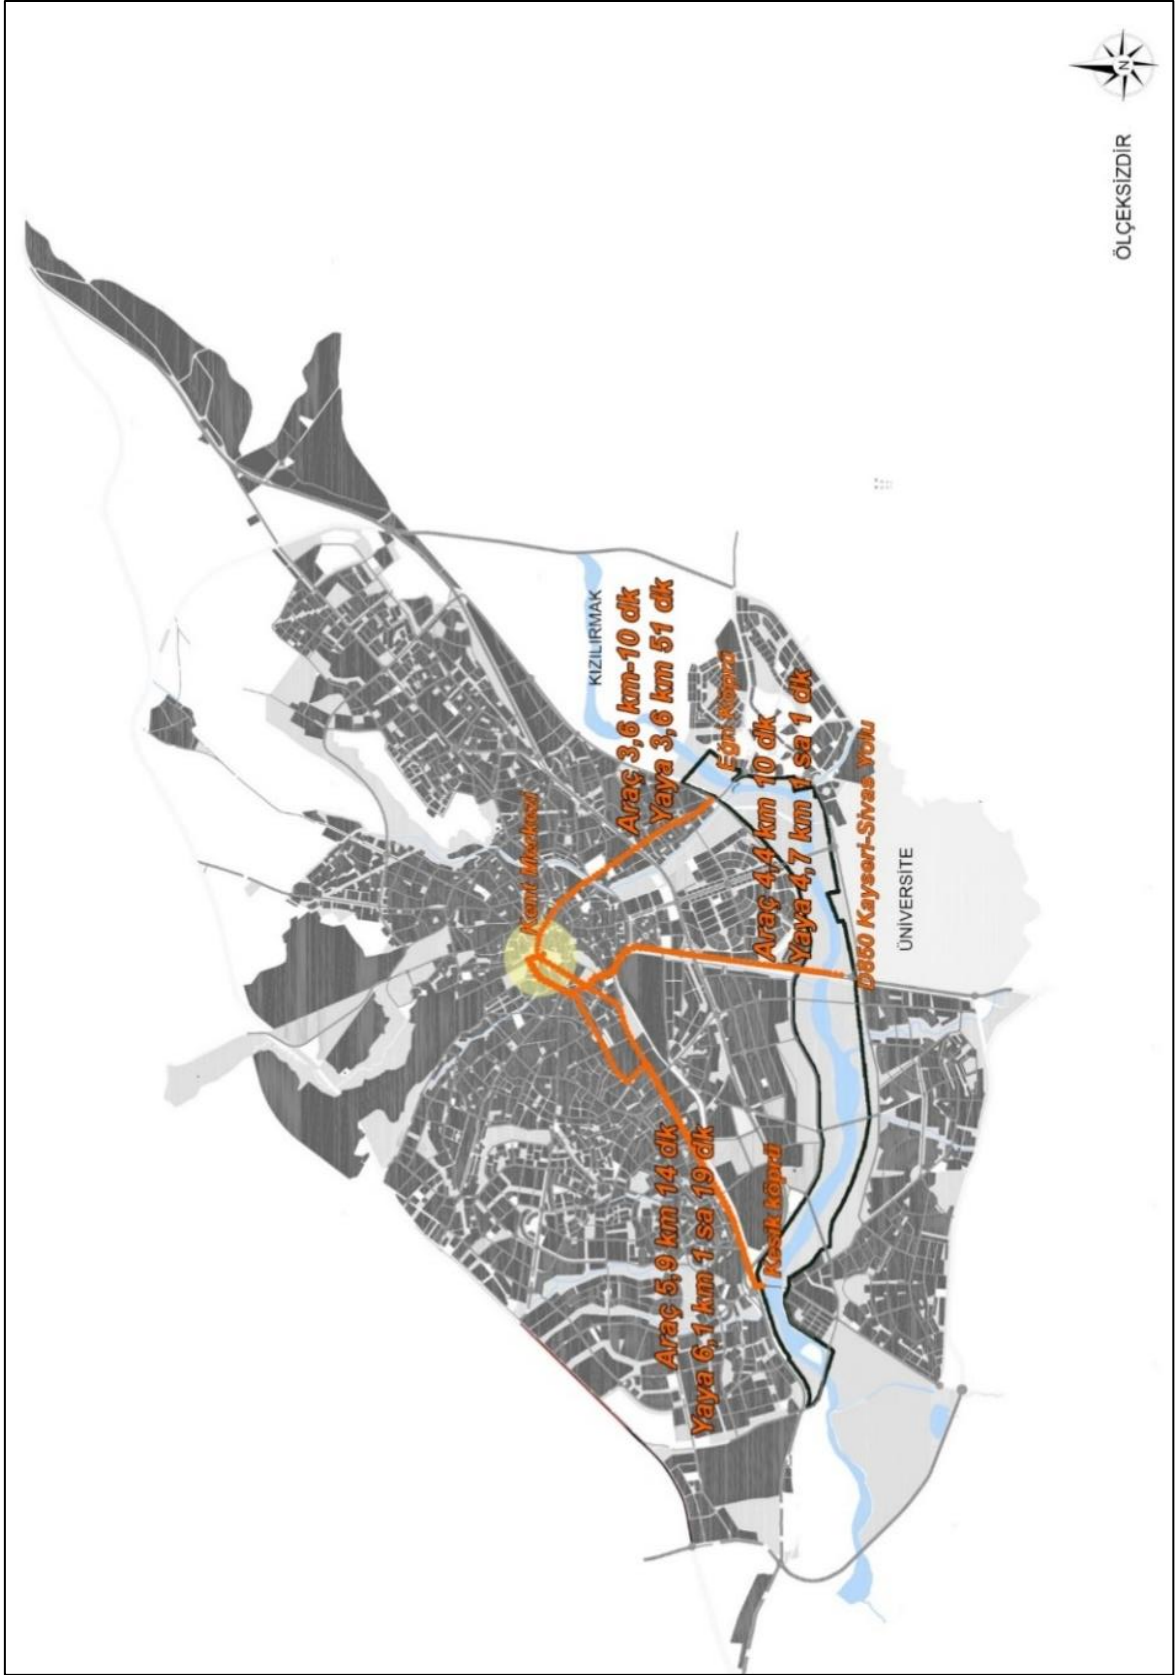 N
ÖLÇEKSİZDİR
KIZILIRMAK
Araç 3,6 km-10 dk
Yaya 3,6 km 51 dk
Eğri Köprü
Kent Merkezi
Araç 4,4 km 10 dk
Yaya 4,7 km 1 sa 1 dk
D850 Kayseri-Sivas Yolu
ÜNİVERSİTE
Araç 5,9 km 14 dk
Yaya 6,1 km 1 sa 19 dk
Kesik köprü